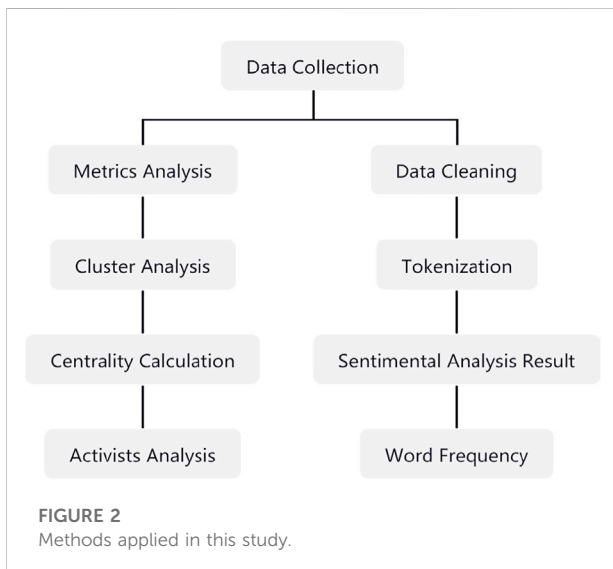 Data Collection
Metrics Analysis
Data Cleaning
Cluster Analysis
Tokenization
Centrality Calculation
Sentimental Analysis Result
Activists Analysis
Word Frequency
FIGURE 2
Methods applied in this study.